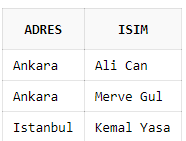 ADRES ISIM
Ankara Ali Can
Ankara Merve Gul
Istanbul Kemal Yasa